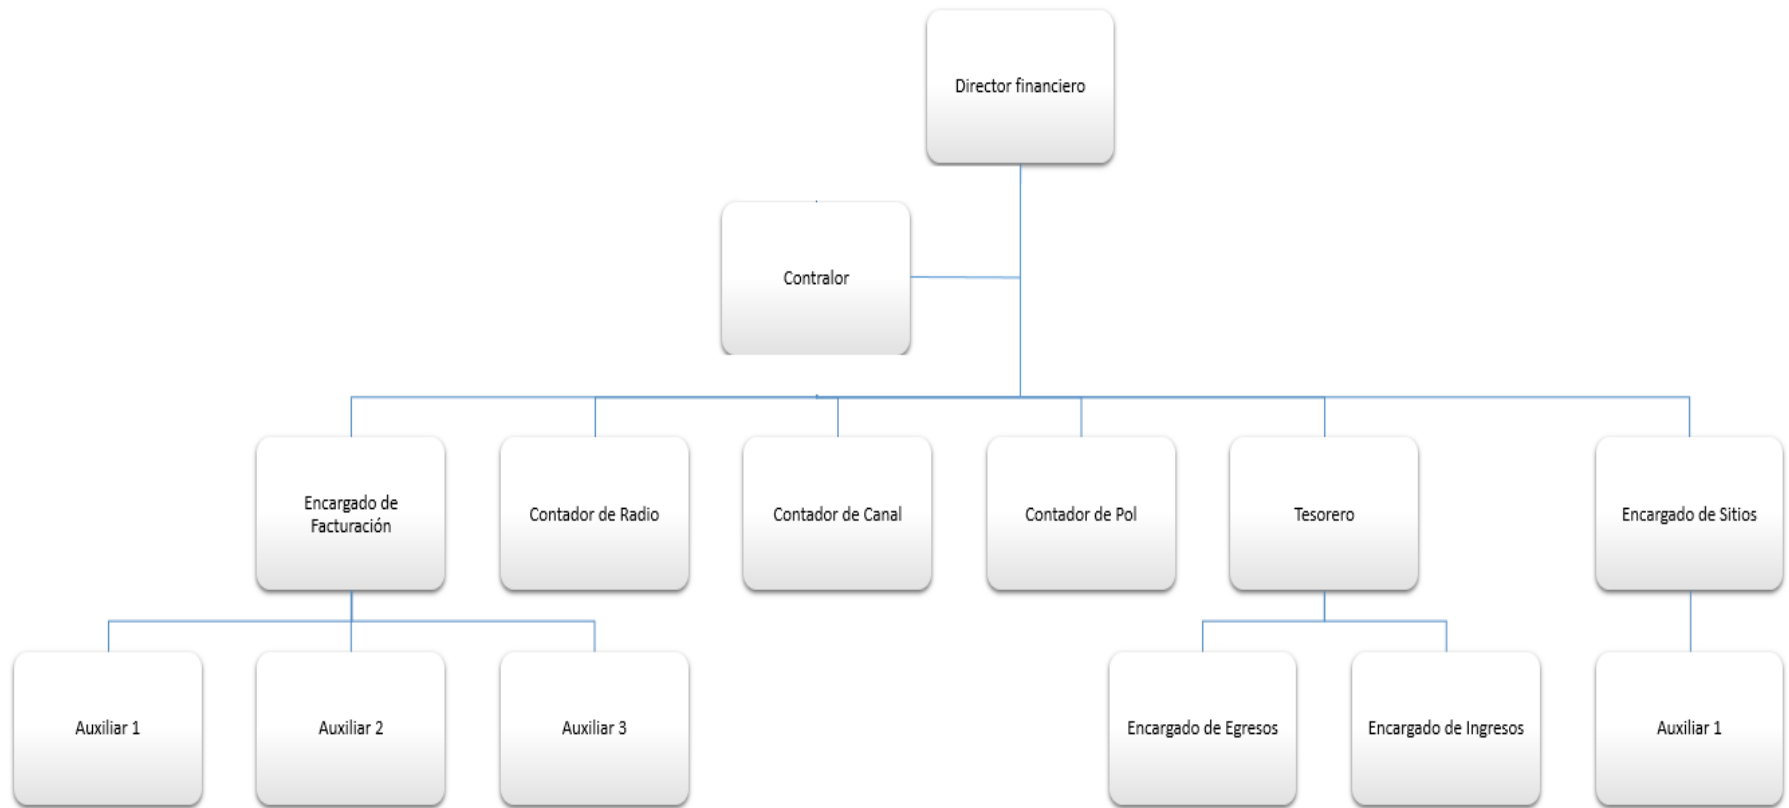 Director financiero
Contralor
Encargado de
Facturación
Contador de Radio
Contador de Canal
Contador de Pol
Tesorero
Encargado de Sitios
Auxiliar 1
Auxiliar 2
Auxiliar 3
Encargado de Egresos
Encargado de Ingresos
Auxiliar 1